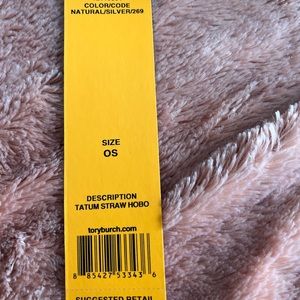 COLOR/CODE
NATURAL/SILVER/269
SIZE
OS
DESCRIPTION
TATUM STRAW HOBO
toryburch.com
8 85427 53343 6
SUGGESTED RETAIL